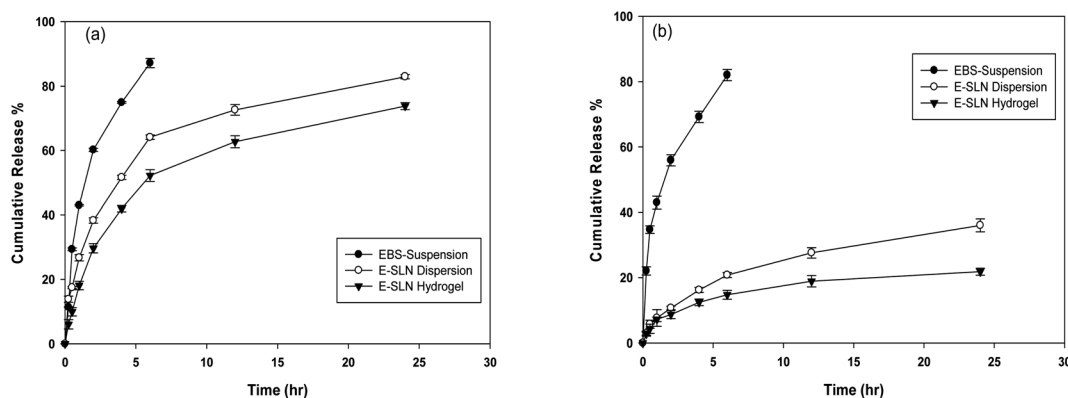 (a)
Cumulative Release %
100
80
60
40
20
0
EBS-Suspension
E-SLN Dispersion
E-SLN Hydrogel
0 5 10 15 20 25 30
Time (hr)
(b)
Cumulative Release %
100
80
60
40
20
0
EBS-Suspension
E-SLN Dispersion
E-SLN Hydrogel
0 5 10 15 20 25 30
Time (hr)